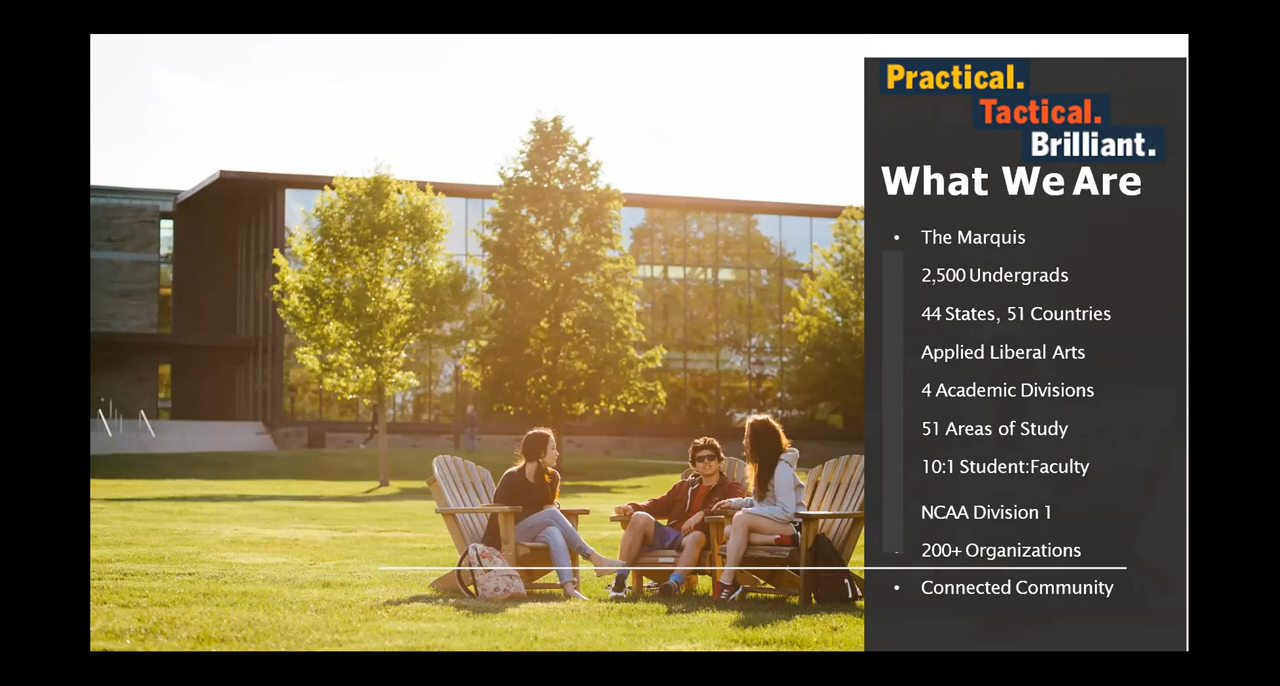 Practical.
Tactical.
Brilliant.
What We Are
• The Marquis
2,500 Undergrads
44 States, 51 Countries
Applied Liberal Arts
4 Academic Divisions
51 Areas of Study
10:1 Student:Faculty
NCAA Division 1
200+ Organizations
• Connected Community